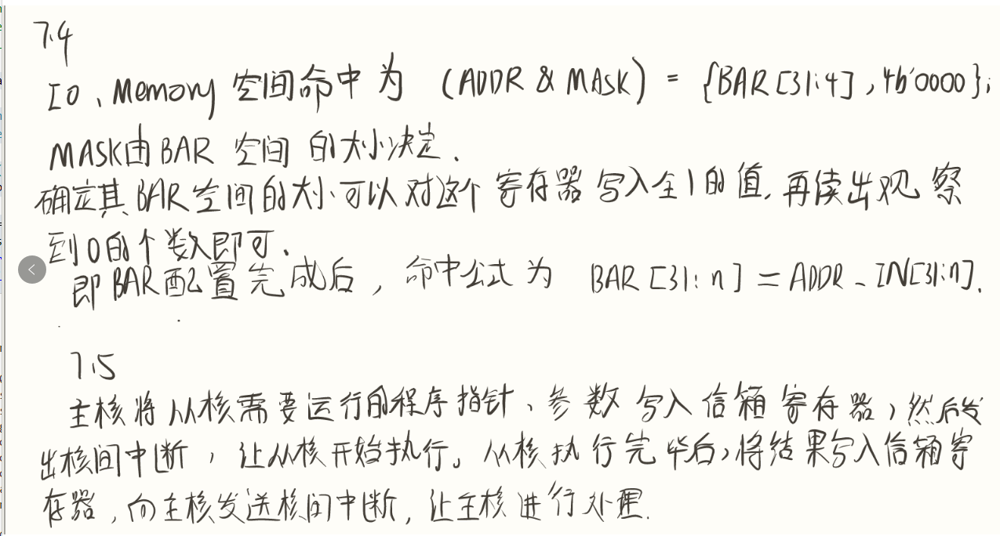 7.4
IO、Memory 空间命中为 (ADDR & MASK) = {BAR[31:4], 4b'0000};
MASK由BAR 空间 的大小决定.
确定其BAR空间的大小可以对这个寄存器写入全1的值,再读出观察
到0的个数即可.
即BAR配置完成后, 命中公式为 BAR[31:n] = ADDR_IN[31:n].
7.5
主核将从核需要运行的程序指针、参数写入信箱寄存器,然后发
出核间中断,让从核开始执行。从核执行完毕后,将结果写入信箱寄
存器,向主核发送核间中断,让主核进行处理.